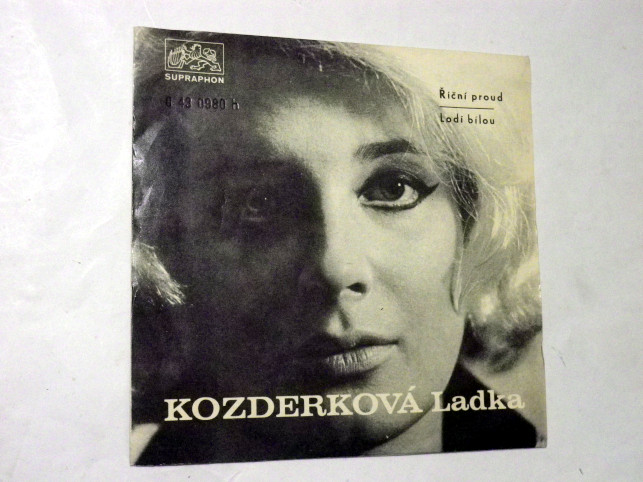 SUPRAPHON
0 43 0980 h
Říční proud
Lodí bílou
KOZDERKOVÁ Ladka